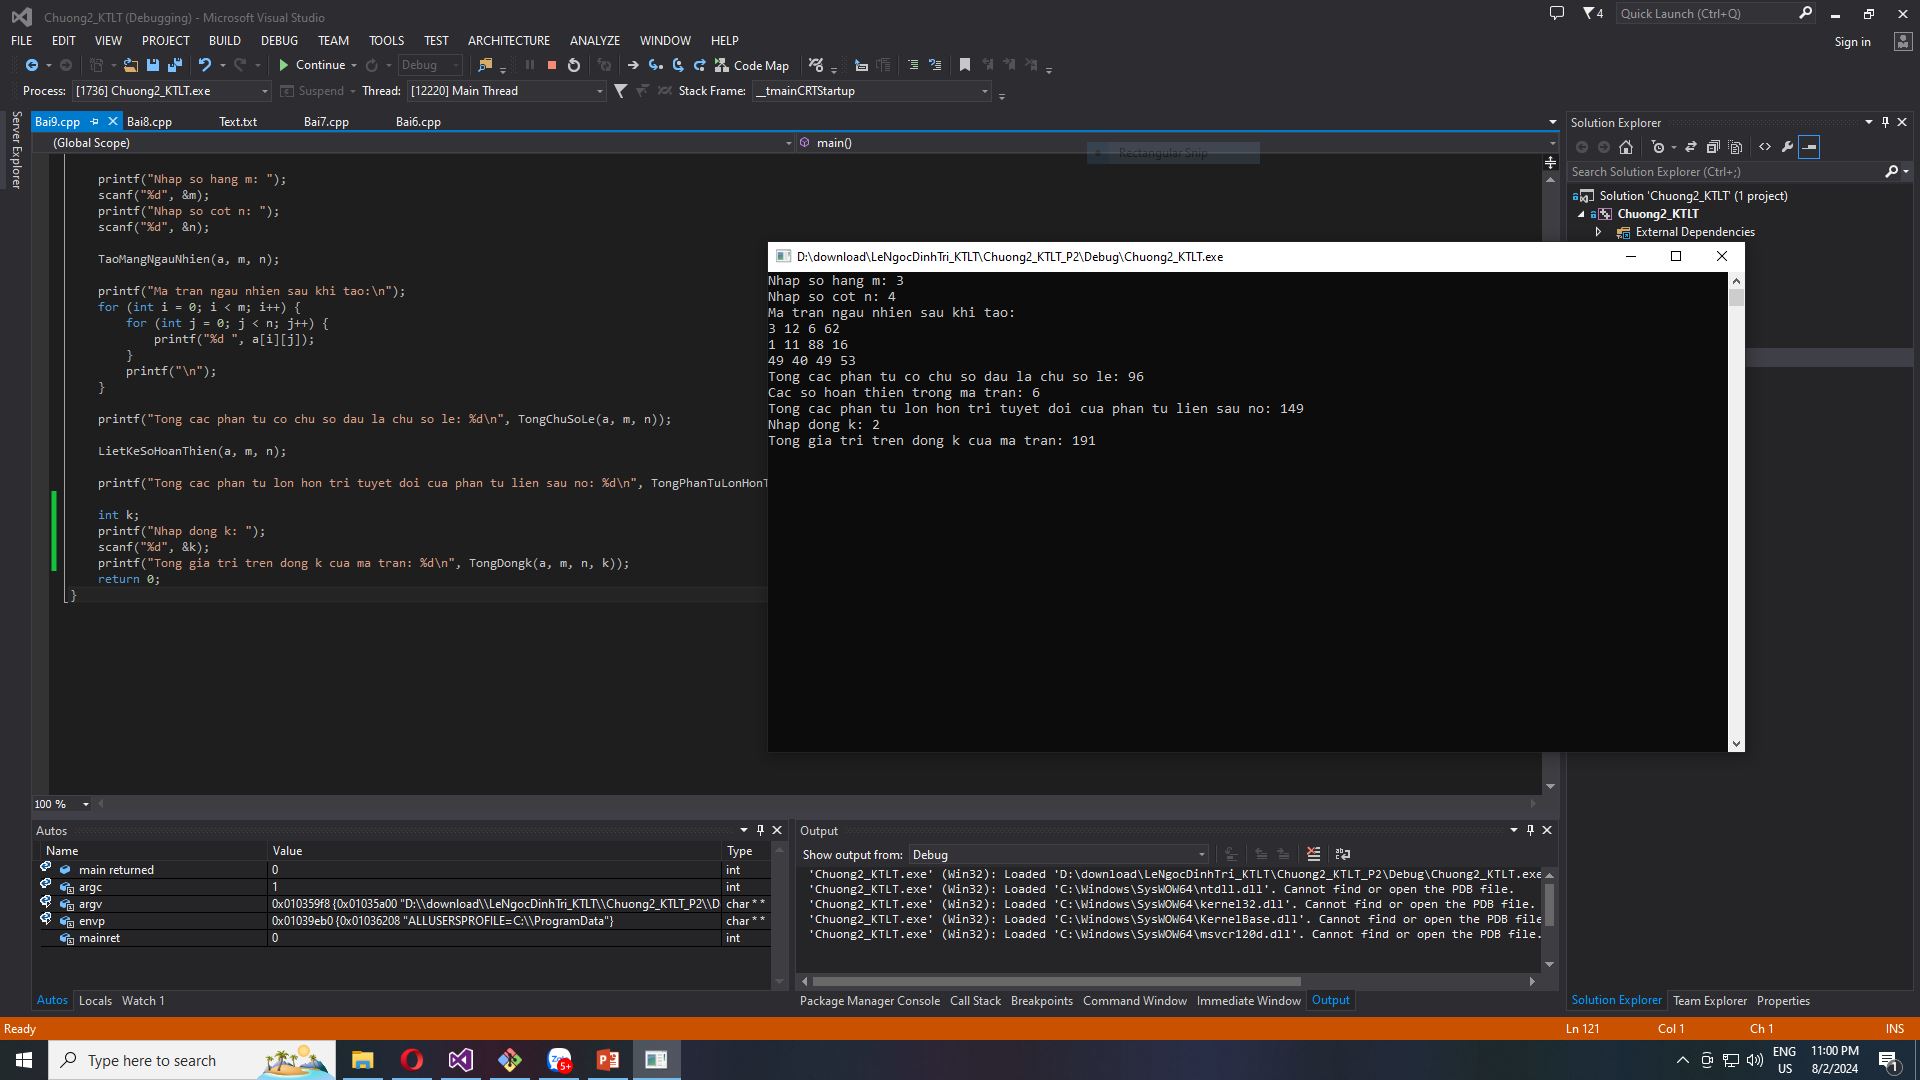 Chuong2_KTLT (Debugging) - Microsoft Visual Studio
4
Quick Launch (Ctrl+Q)
FILE EDIT VIEW PROJECT BUILD DEBUG TEAM TOOLS TEST ARCHITECTURE ANALYZE WINDOW HELP
Sign in
Continue Debug Code Map
Process: [1736] Chuong2_KTLT.exe Suspend Thread: [12220] Main Thread Stack Frame: __tmainCRTStartup
Server Explorer
Bai9.cpp Bai8.cpp Text.txt Bai7.cpp Bai6.cpp
(Global Scope) main()
Rectangular Snip
printf("Nhap so hang m: ");
scanf("%d", &m);
printf("Nhap so cot n: ");
scanf("%d", &n);
TaoMangNgauNhien(a, m, n);
printf("Ma tran ngau nhien sau khi tao:\n");
for (int i = 0; i < m; i++) {
for (int j = 0; j < n; j++) {
printf("%d ", a[i][j]);
}
printf("\n");
}
printf("Tong cac phan tu co chu so dau la chu so le: %d\n", TongChuSoLe(a, m, n));
LietKeSoHoanThien(a, m, n);
printf("Tong cac phan tu lon hon tri tuyet doi cua phan tu lien sau no: %d\n", TongPhanTuLonHonT
int k;
printf("Nhap dong k: ");
scanf("%d", &k);
printf("Tong gia tri tren dong k cua ma tran: %d\n", TongDongk(a, m, n, k));
return 0;
}
D:\download\LeNgocDinhTri_KTLT\Chuong2_KTLT_P2\Debug\Chuong2_KTLT.exe
Nhap so hang m: 3
Nhap so cot n: 4
Ma tran ngau nhien sau khi tao:
3 12 6 62
1 11 88 16
49 40 49 53
Tong cac phan tu co chu so dau la chu so le: 96
Cac so hoan thien trong ma tran: 6
Tong cac phan tu lon hon tri tuyet doi cua phan tu lien sau no: 149
Nhap dong k: 2
Tong gia tri tren dong k cua ma tran: 191
Solution Explorer
Search Solution Explorer (Ctrl+;)
Solution 'Chuong2_KTLT' (1 project)
Chuong2_KTLT
External Dependencies
100 %
Autos
Name Value Type
main returned 0 int
argc 1 int
argv 0x010359f8 {0x01035a00 "D:\\download\\LeNgocDinhTri_KTLT\\Chuong2_KTLT_P2\\D char * *
envp 0x01039eb0 {0x01036208 "ALLUSERSPROFILE=C:\\ProgramData"} char * *
mainret 0 int
Autos Locals Watch 1
Output
Show output from: Debug
'Chuong2_KTLT.exe' (Win32): Loaded 'D:\download\LeNgocDinhTri_KTLT\Chuong2_KTLT_P2\Debug\Chuong2_KTLT.exe
'Chuong2_KTLT.exe' (Win32): Loaded 'C:\Windows\SysWOW64\ntdll.dll'. Cannot find or open the PDB file.
'Chuong2_KTLT.exe' (Win32): Loaded 'C:\Windows\SysWOW64\kernel32.dll'. Cannot find or open the PDB file.
'Chuong2_KTLT.exe' (Win32): Loaded 'C:\Windows\SysWOW64\KernelBase.dll'. Cannot find or open the PDB file
'Chuong2_KTLT.exe' (Win32): Loaded 'C:\Windows\SysWOW64\msvcr120d.dll'. Cannot find or open the PDB file.
Package Manager Console Call Stack Breakpoints Command Window Immediate Window Output
Solution Explorer Team Explorer Properties
Ready Ln 121 Col 1 Ch 1 INS
Type here to search
5+
ENG
US
11:00 PM
8/2/2024
1